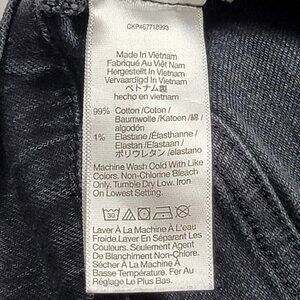 CKP467718993
Made In Vietnam
Fabriqué Au Viet Nam
Hergestellt In Vietnam
Vervaardigd In Vietnam
ベトナム製
hecho en vietnam
99% Cotton/Coton/
Baumwolle/Katoen/綿/
algodón
1% Elastane/Élasthanne/
Elastan/Elastaan/
ポリウレタン/elastano
Machine Wash Cold With Like
Colors. Non-Chlorine Bleach
Only. Tumble Dry Low. Iron
On Lowest Setting.
Laver À La Machine À L'eau
Froide.Laver En Brassées De
Couleurs. Seulement Agent
De Blanchiment Non-Chloré.
Sécher À La Machine À
Basse Température. Fer Au
Réglage Le Plus Bas.